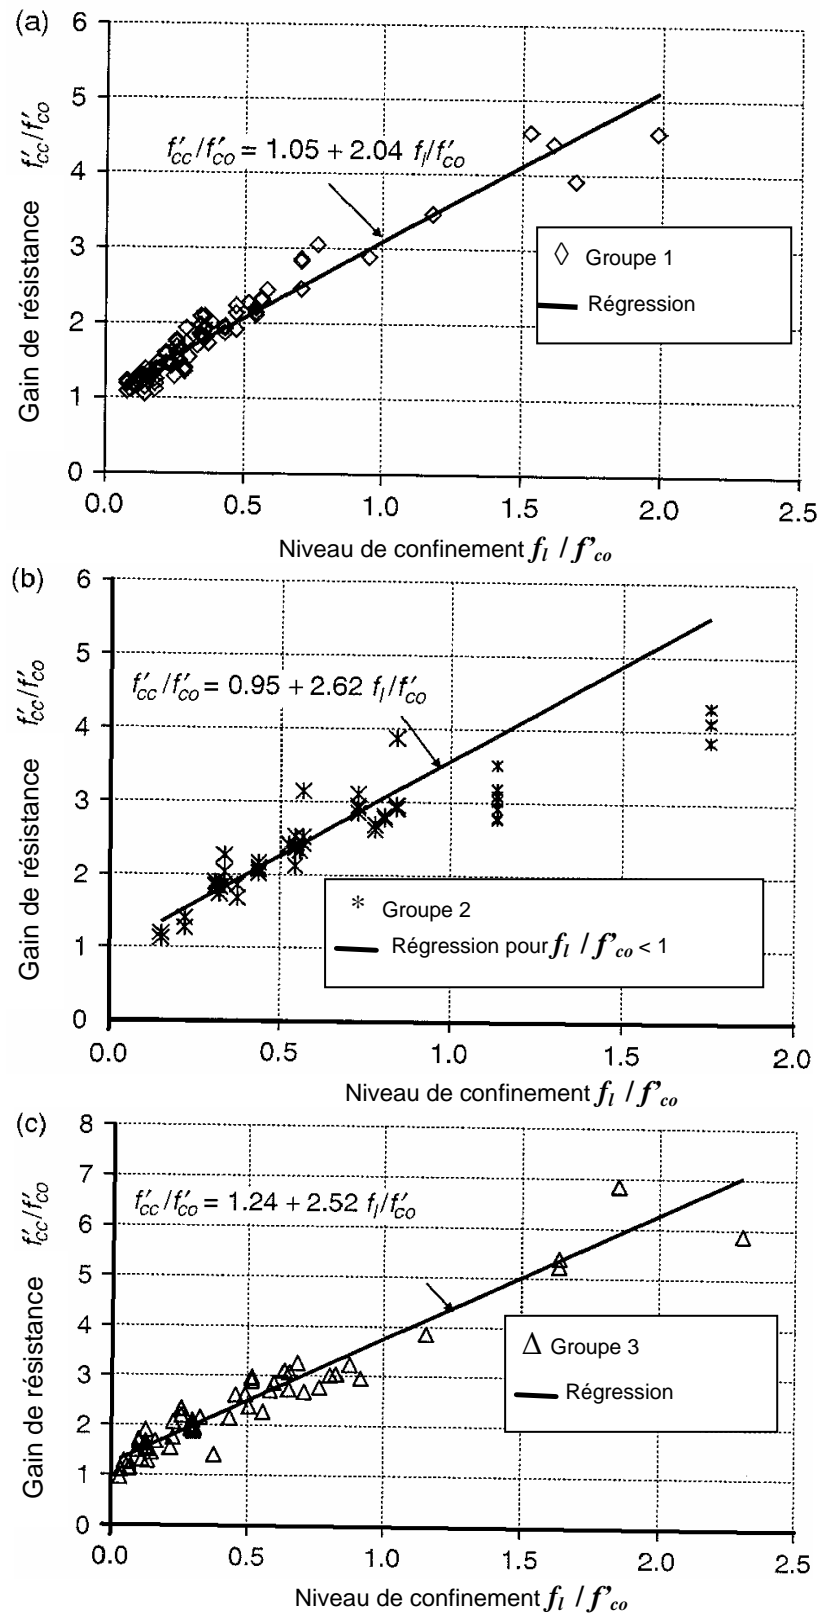 (a)
6
5
4
3
2
1
0
Gain de résistance f'cc/f'co
f'cc/f'co = 1.05 + 2.04 fl/f'co
Groupe 1
Régression
0.0 0.5 1.0 1.5 2.0 2.5
Niveau de confinement fl / f'co
(b)
6
5
4
3
2
1
0
Gain de résistance f'cc/f'co
f'cc/f'co = 0.95 + 2.62 fl/f'co
Groupe 2
Régression pour fl / f'co < 1
0.0 0.5 1.0 1.5 2.0
Niveau de confinement fl / f'co
(c)
8
7
6
5
4
3
2
1
0
Gain de résistance f'cc/f'co
f'cc/f'co = 1.24 + 2.52 fl/f'co
Groupe 3
Régression
0.0 0.5 1.0 1.5 2.0 2.5
Niveau de confinement fl / f'co